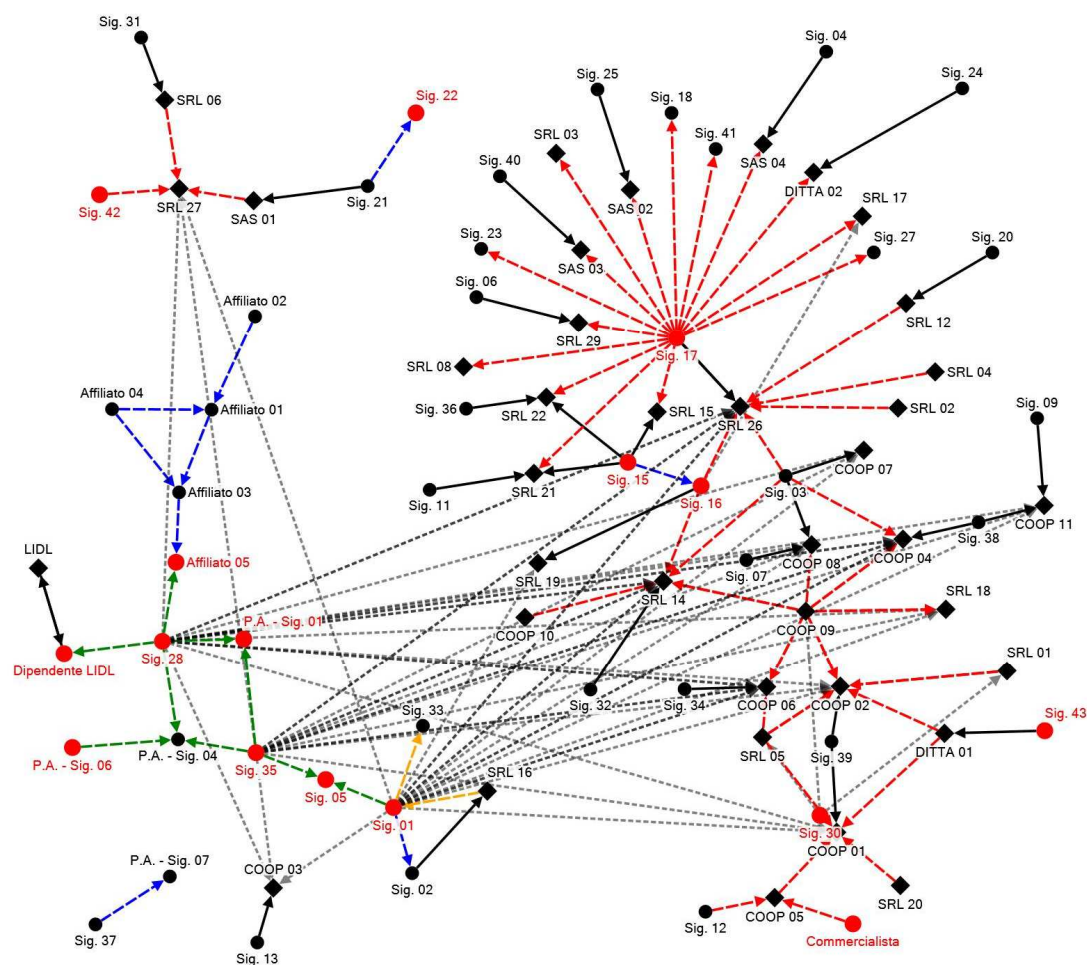 Sig. 31
Sig. 04
Sig. 25
Sig. 24
Sig. 22
Sig. 18
SRL 06
SRL 03
Sig. 41
SAS 04
Sig. 40
DITTA 02
SRL 17
Sig. 42
SRL 27
SAS 01
Sig. 21
SAS 02
Sig. 23
Sig. 27
Sig. 20
SAS 03
Sig. 06
Affiliato 02
SRL 12
SRL 29
Sig. 17
SRL 08
SRL 04
Affiliato 04
Affiliato 01
Sig. 36
SRL 22
SRL 15
SRL 26
SRL 02
Sig. 09
COOP 07
Sig. 15
Sig. 03
Affiliato 03
Sig. 11
SRL 21
Sig. 16
COOP 11
Sig. 38
LIDL
Affiliato 05
SRL 19
Sig. 07
COOP 08
COOP 04
SRL 14
SRL 18
P.A. - Sig. 01
COOP 10
COOP 09
Dipendente LIDL
Sig. 28
SRL 01
Sig. 32
Sig. 34
COOP 06
COOP 02
Sig. 43
Sig. 33
P.A. - Sig. 06
P.A. - Sig. 04
Sig. 35
SRL 05
Sig. 39
DITTA 01
SRL 16
Sig. 05
Sig. 01
Sig. 30
COOP 01
P.A. - Sig. 07
COOP 03
Sig. 02
SRL 20
COOP 05
Sig. 37
Sig. 13
Sig. 12
Commercialista